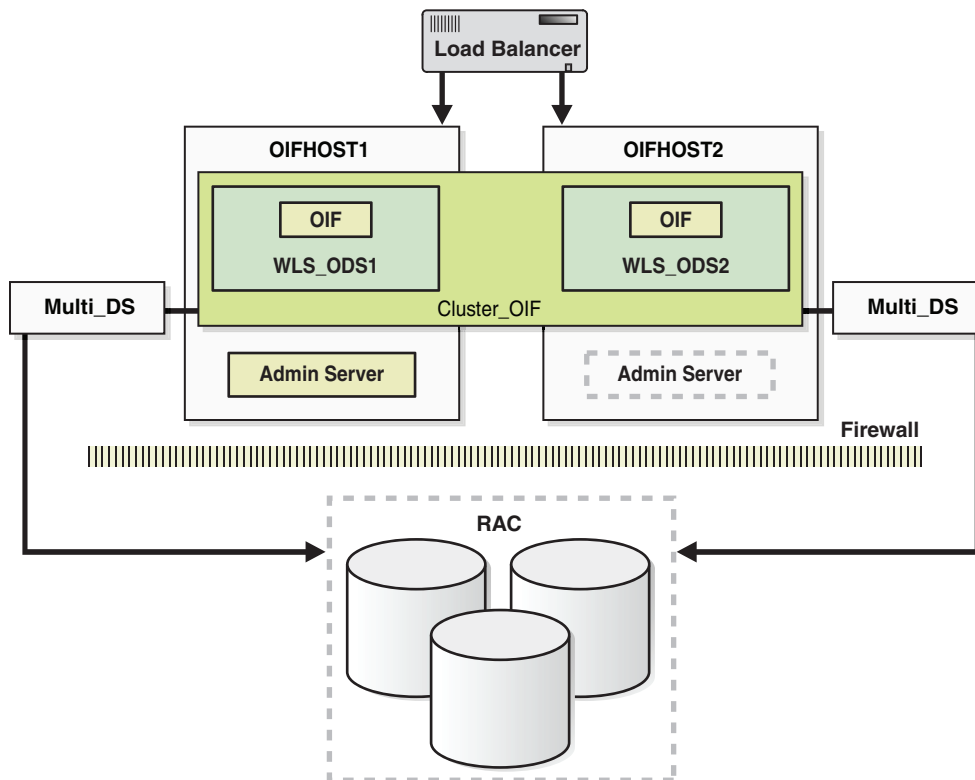 Load Balancer
OIFHOST1
OIFHOST2
OIF
OIF
WLS_ODS1
WLS_ODS2
Multi_DS
Cluster_OIF
Multi_DS
Admin Server
Admin Server
Firewall
RAC